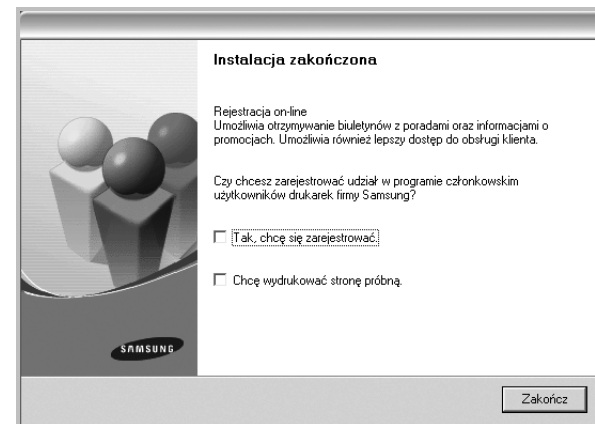 Instalacja zakończona
Rejestracja on-line
Umożliwia otrzymywanie biuletynów z poradami oraz informacjami o
promocjach. Umożliwia również lepszy dostęp do obsługi klienta.
Czy chcesz zarejestrować udział w programie członkowskim
użytkowników drukarek firmy Samsung?
Tak, chcę się zarejestrować.
Chcę wydrukować stronę próbną.
SAMSUNG
Zakończ